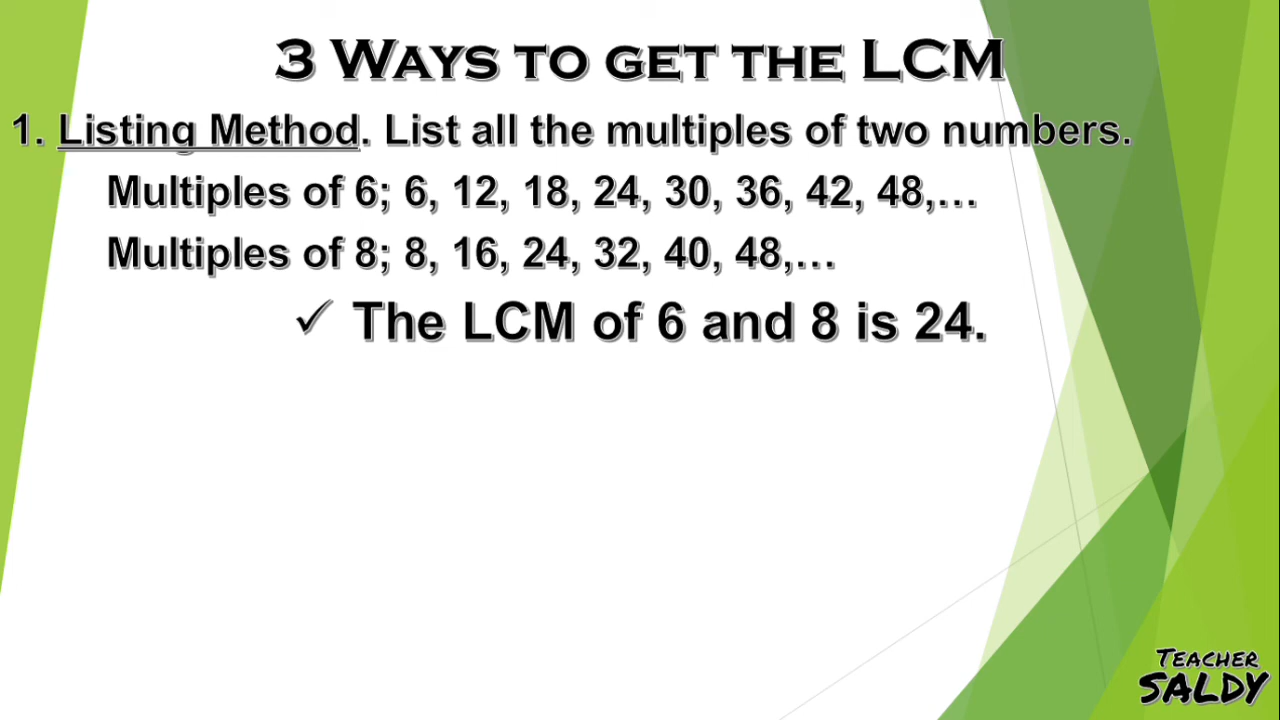 3 WAYS TO GET THE LCM
1. Listing Method. List all the multiples of two numbers.
Multiples of 6; 6, 12, 18, 24, 30, 36, 42, 48,…
Multiples of 8; 8, 16, 24, 32, 40, 48,…
✓ The LCM of 6 and 8 is 24.
TEACHER
SALDY